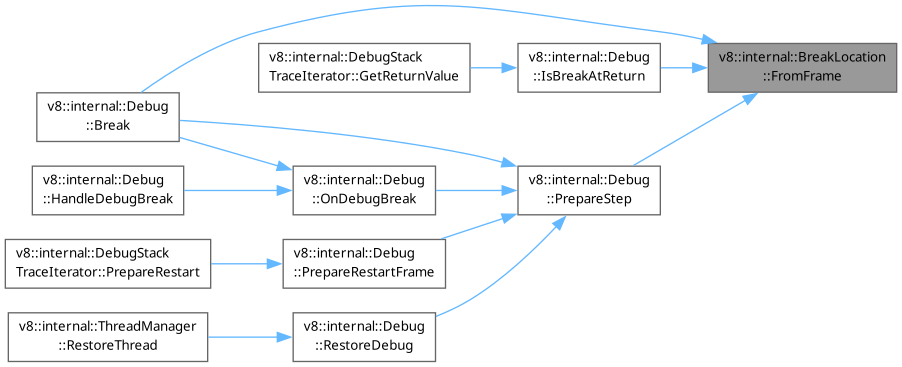 v8::internal::BreakLocation
::FromFrame
v8::internal::DebugStack
TraceIterator::GetReturnValue
v8::internal::Debug
::IsBreakAtReturn
v8::internal::Debug
::Break
v8::internal::Debug
::HandleDebugBreak
v8::internal::Debug
::OnDebugBreak
v8::internal::Debug
::PrepareStep
v8::internal::DebugStack
TraceIterator::PrepareRestart
v8::internal::Debug
::PrepareRestartFrame
v8::internal::ThreadManager
::RestoreThread
v8::internal::Debug
::RestoreDebug